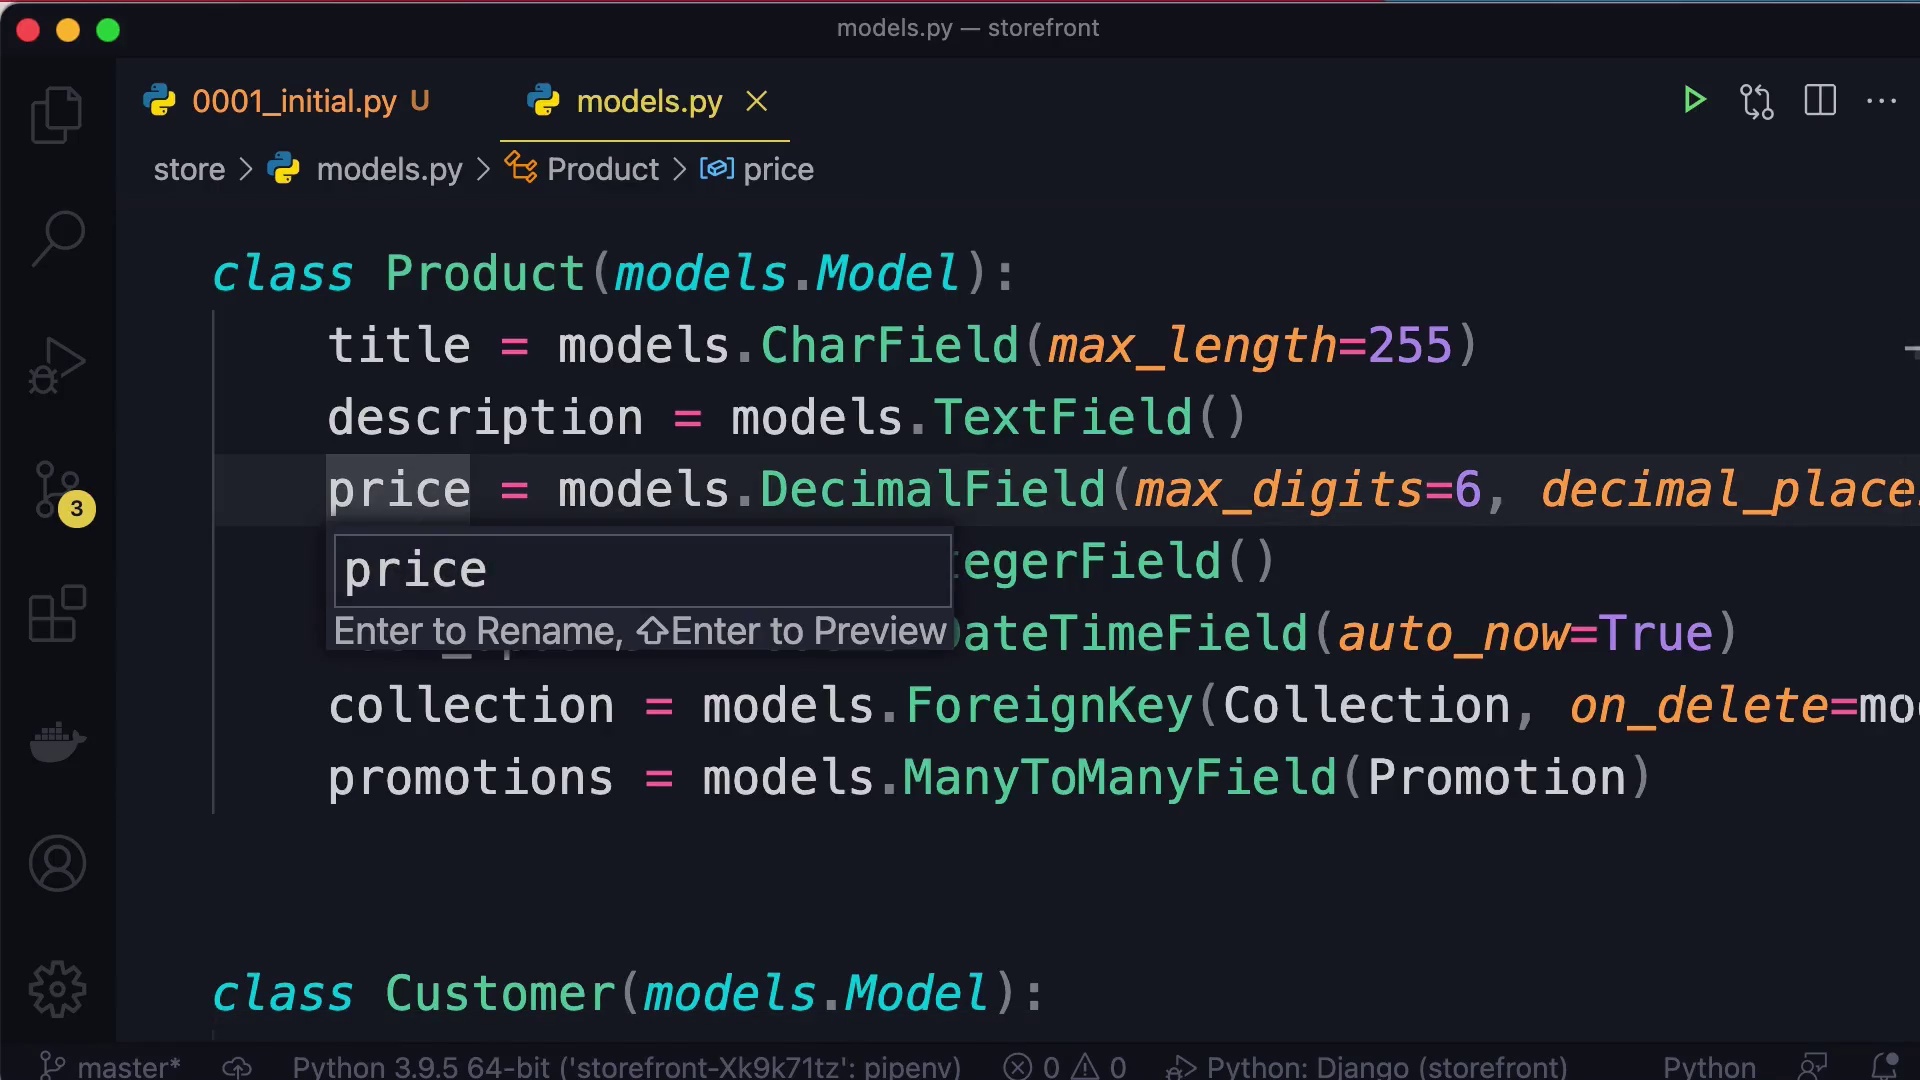 models.py — storefront
0001_initial.py U
models.py
store > models.py > Product > price
class Product(models.Model):
title = models.CharField(max_length=255)
description = models.TextField()
price = models.DecimalField(max_digits=6, decimal_place
price
egerField()
Enter to Rename, ⇧Enter to Preview
ateTimeField(auto_now=True)
collection = models.ForeignKey(Collection, on_delete=mo
promotions = models.ManyToManyField(Promotion)
3
class Customer(models.Model):
master* Python 3.9.5 64-bit ('storefront-Xk9k71tz': pipenv) 0 0 Python: Django (storefront) Python